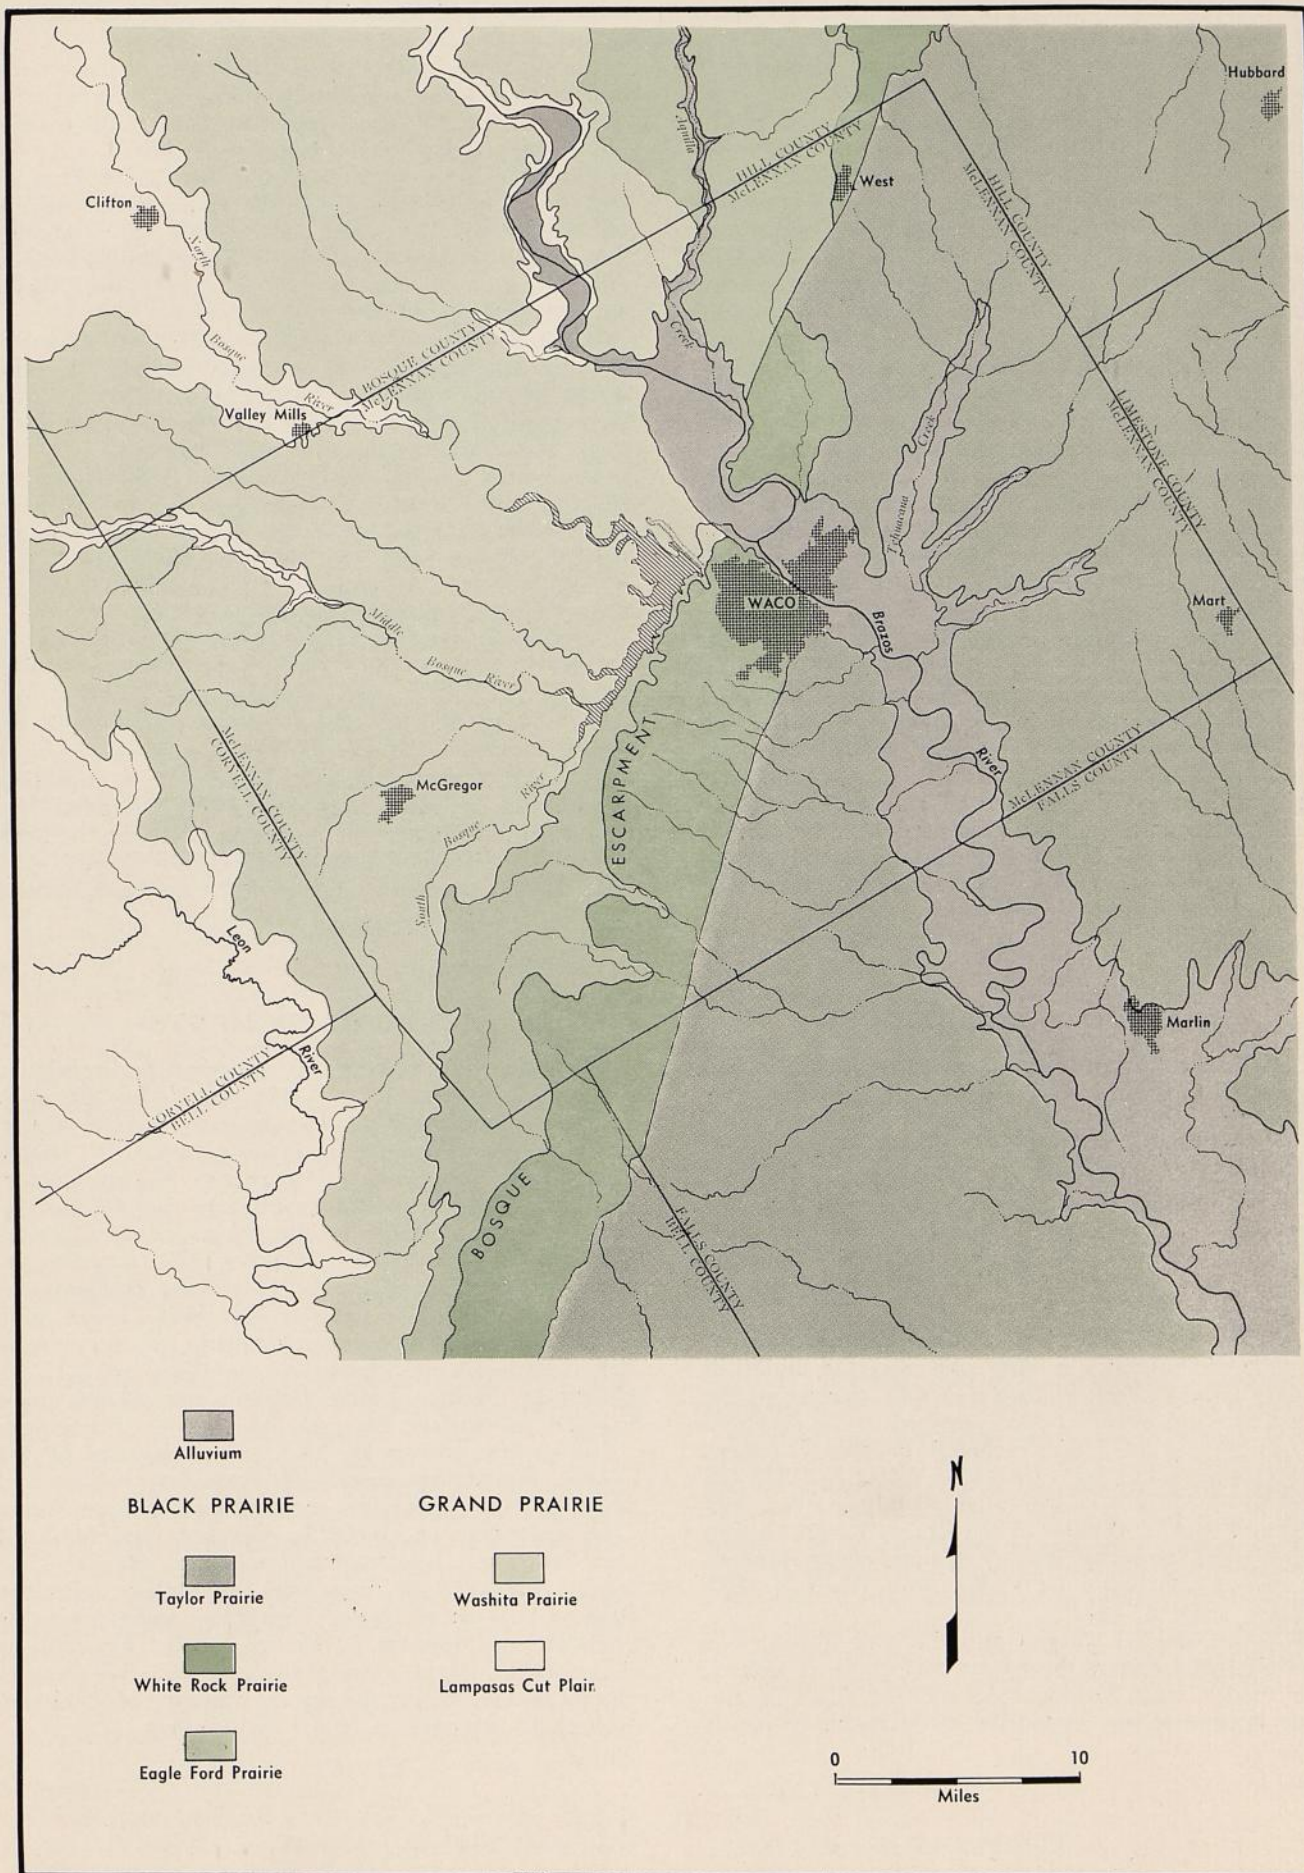 Hubbard
Aquilla
HILL COUNTY
McLENNAN COUNTY
West
HILL COUNTY
McLENNAN COUNTY
Clifton
North
Creek
Bosque
BOSQUE COUNTY
McLENNAN COUNTY
River
Valley Mills
LIMESTONE COUNTY
McLENNAN COUNTY
Creek
Tehuacana
WACO
Mart
Brazos
Middle
Bosque
River
McLENNAN COUNTY
CORYELL COUNTY
River
McLENNAN COUNTY
FALLS COUNTY
McGregor
River
Bosque
ESCARPMENT
South
Leon
River
Marlin
CORYELL COUNTY
BELL COUNTY
BOSQUE
FALLS COUNTY
BELL COUNTY
Alluvium
BLACK PRAIRIE
GRAND PRAIRIE
N
Taylor Prairie
Washita Prairie
White Rock Prairie
Lampasas Cut Plain
Eagle Ford Prairie
0 10
Miles